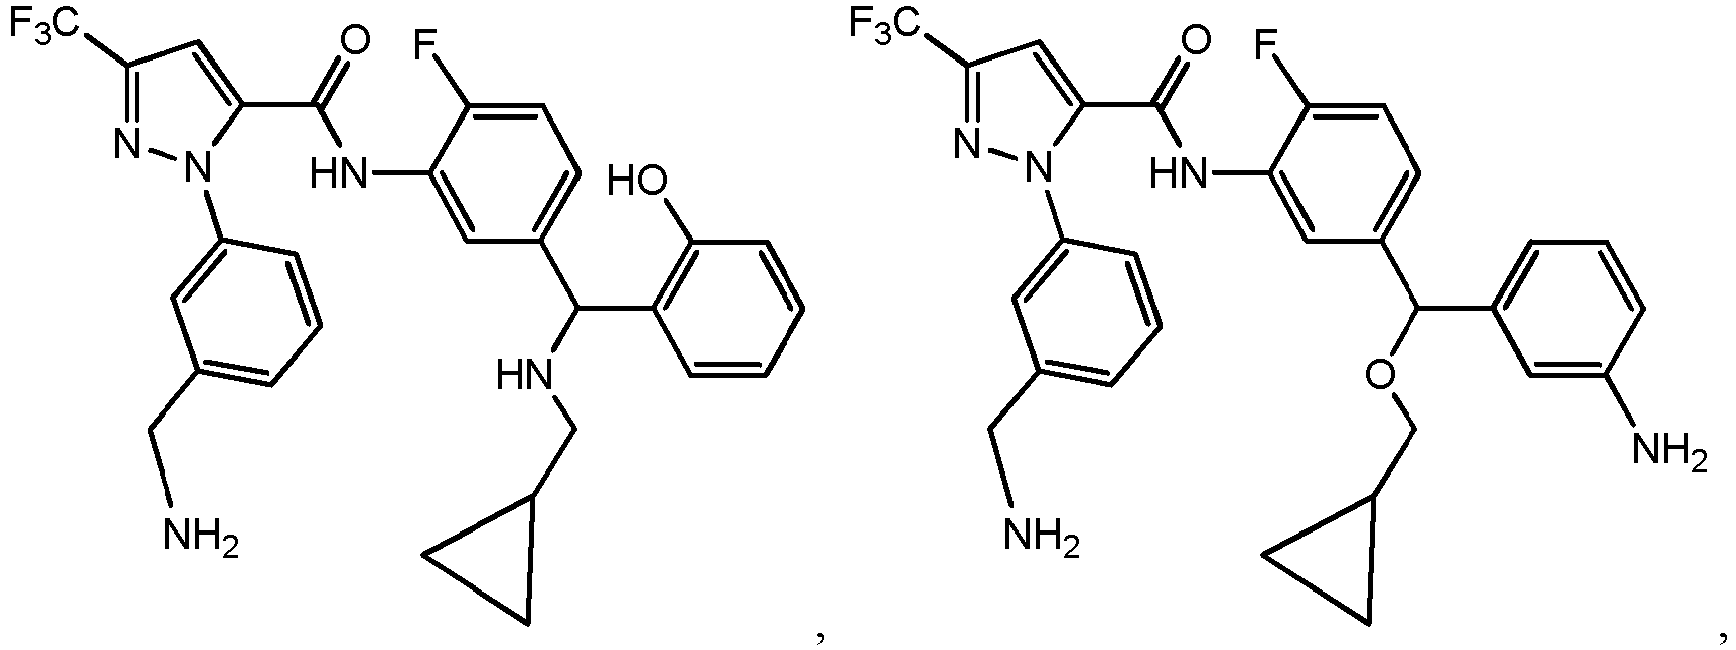 F3C O F F3C O F
N N HN HO N N HN
HN O
NH2 NH2 NH2
, ,